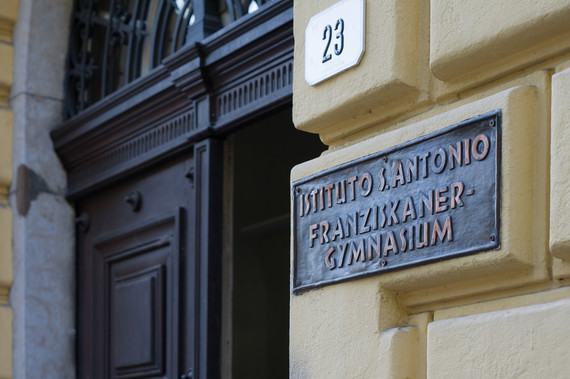 23
ISTITUTO S. ANTONIO
FRANZISKANER-
GYMNASIUM